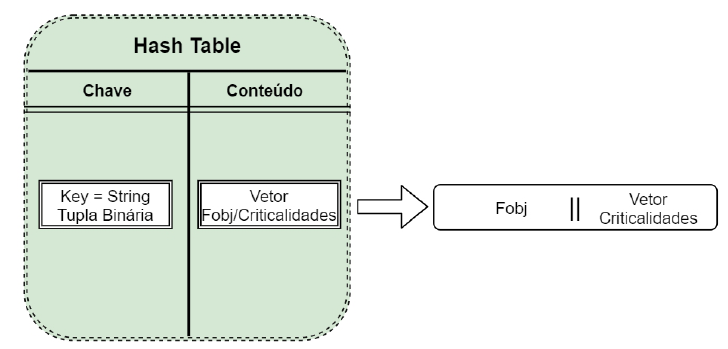 Hash Table
Chave
Conteúdo
Key = String
Tupla Binária
Vetor
Fobj/Criticalidades
Fobj
||
Vetor
Criticalidades